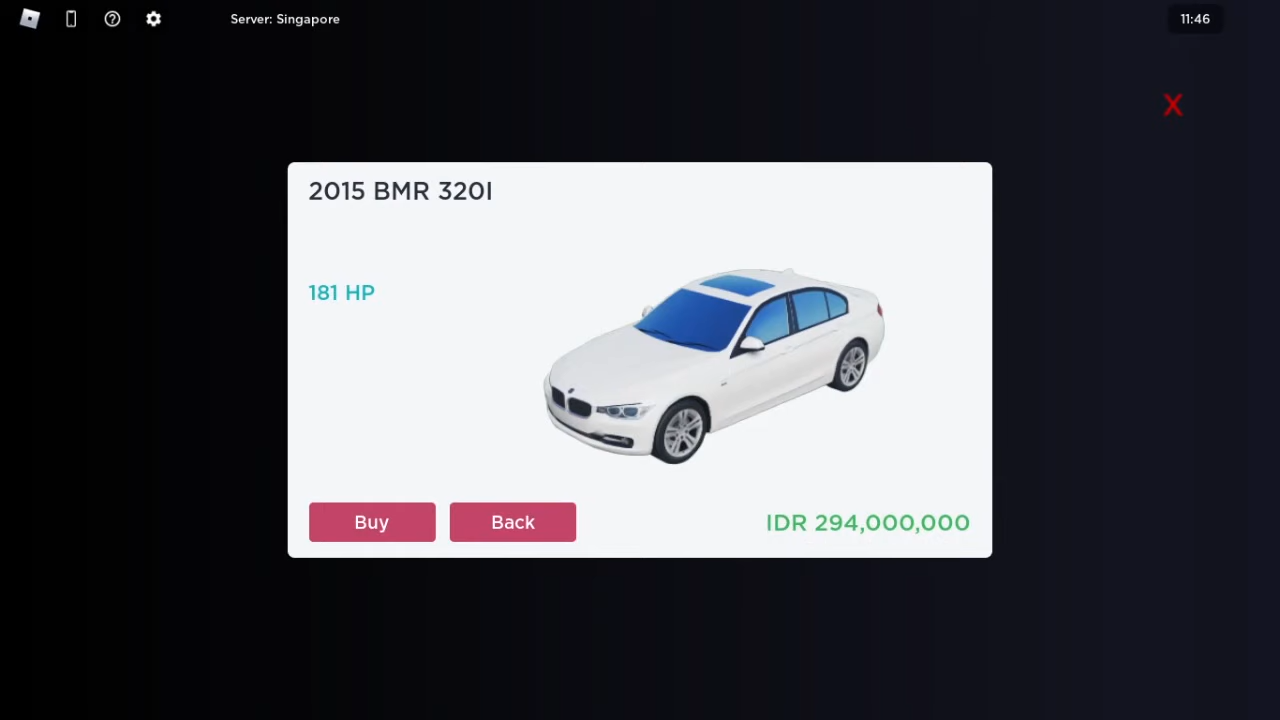 Server: Singapore
11:46
X
2015 BMR 320I
181 HP
Buy
Back
IDR 294,000,000